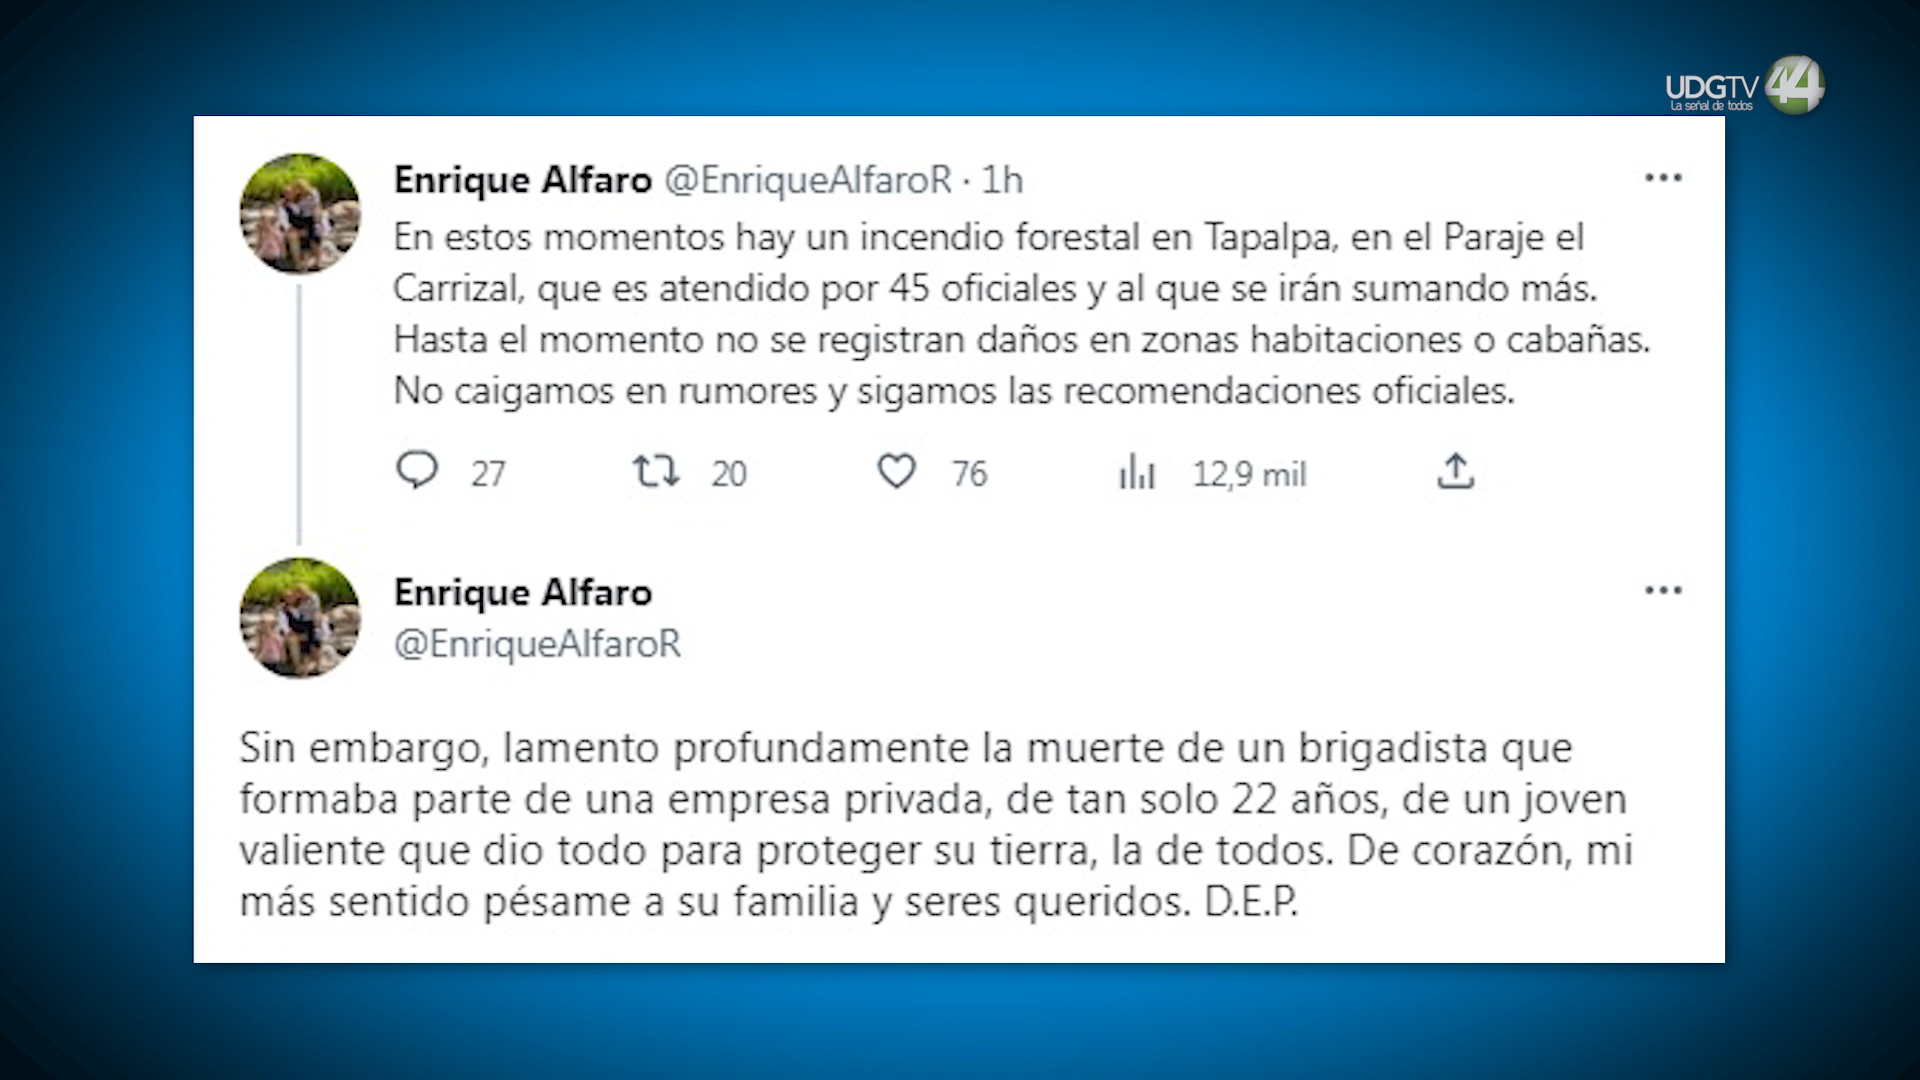 UDGTV 44
La señal de todos
Enrique Alfaro @EnriqueAlfaroR · 1h
En estos momentos hay un incendio forestal en Tapalpa, en el Paraje el
Carrizal, que es atendido por 45 oficiales y al que se irán sumando más.
Hasta el momento no se registran daños en zonas habitaciones o cabañas.
No caigamos en rumores y sigamos las recomendaciones oficiales.
27 20 76 12,9 mil
Enrique Alfaro
@EnriqueAlfaroR
Sin embargo, lamento profundamente la muerte de un brigadista que
formaba parte de una empresa privada, de tan solo 22 años, de un joven
valiente que dio todo para proteger su tierra, la de todos. De corazón, mi
más sentido pésame a su familia y seres queridos. D.E.P.